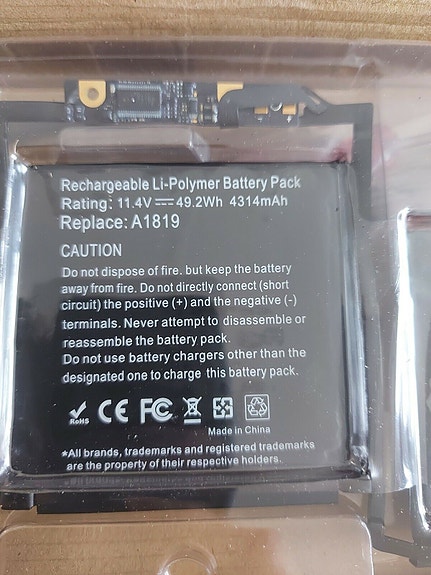 Rechargeable Li-Polymer Battery Pack
Rating: 11.4V⎓49.2Wh 4314mAh
Replace: A1819
CAUTION
Do not dispose of fire. but keep the battery
away from fire. Do not directly connect (short
circuit) the positive (+) and the negative (-)
terminals. Never attempt to disassemble or
reassemble the battery pack.
Do not use battery chargers other than the
designated one to charge this battery pack.
RoHS CE FC
Made in China
*All brands, trademarks and registered trademarks
are the property of their respective holders.